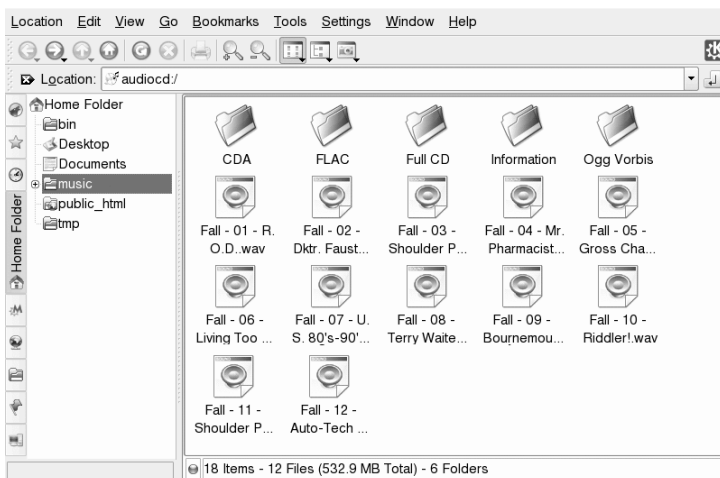 Location Edit View Go Bookmarks Tools Settings Window Help
Location: audiocd:/
Home Folder
Home Folder
bin
Desktop
Documents
music
public_html
tmp
CDA FLAC Full CD Information Ogg Vorbis
Fall - 01 - R. Fall - 02 - Fall - 03 - Fall - 04 - Mr. Fall - 05 -
O.D..wav Dktr. Faust... Shoulder P... Pharmacist... Gross Cha...
Fall - 06 - Fall - 07 - U. Fall - 08 - Fall - 09 - Fall - 10 -
Living Too ... S. 80's-90'... Terry Waite... Bournemou... Riddler!.wav
Fall - 11 - Fall - 12 -
Shoulder P... Auto-Tech ...
18 Items - 12 Files (532.9 MB Total) - 6 Folders